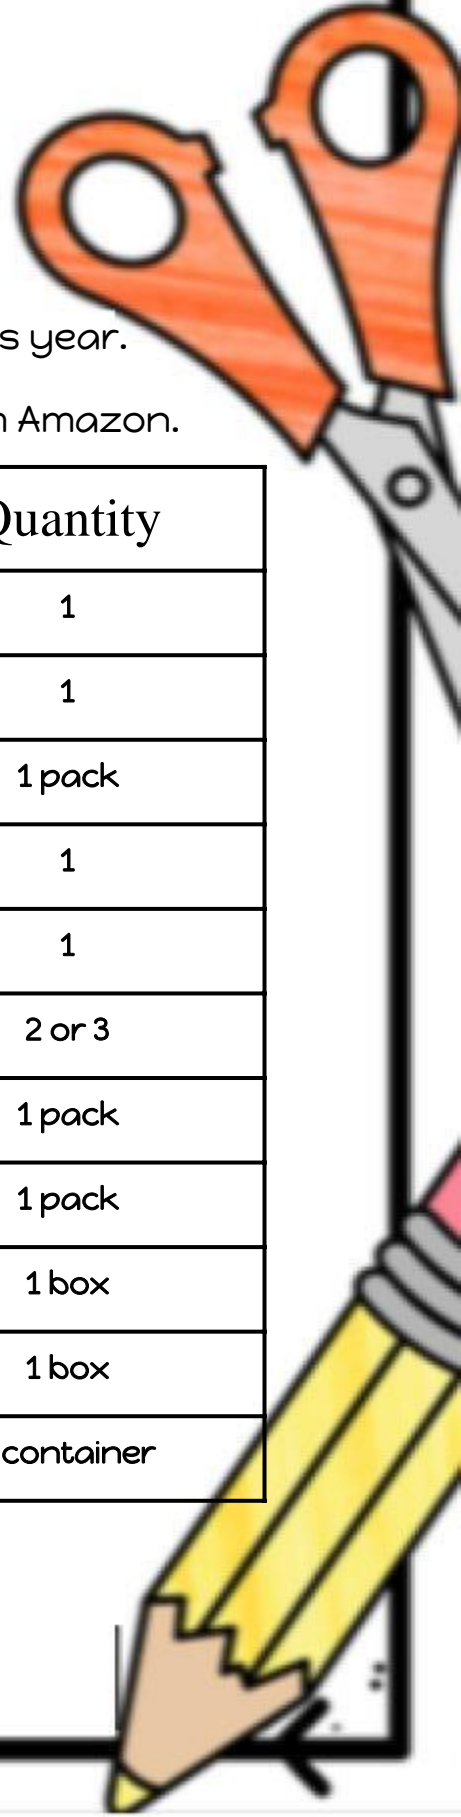 s year.
n Amazon.
Quantity
1
1
1 pack
1
1
2 or 3
1 pack
1 pack
1 box
1 box
container